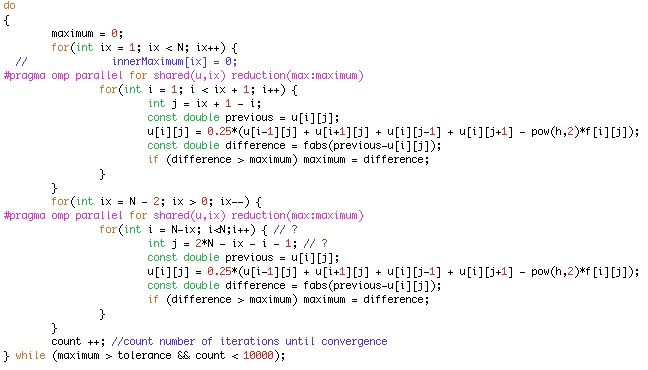 do
{
maximum = 0;
for(int ix = 1; ix < N; ix++) {
// innerMaximum[ix] = 0;
#pragma omp parallel for shared(u,ix) reduction(max:maximum)
for(int i = 1; i < ix + 1; i++) {
int j = ix + 1 - i;
const double previous = u[i][j];
u[i][j] = 0.25*(u[i-1][j] + u[i+1][j] + u[i][j-1] + u[i][j+1] - pow(h,2)*f[i][j]);
const double difference = fabs(previous-u[i][j]);
if (difference > maximum) maximum = difference;
}
}
for(int ix = N - 2; ix > 0; ix--) {
#pragma omp parallel for shared(u,ix) reduction(max:maximum)
for(int i = N-ix; i<N;i++) { // ?
int j = 2*N - ix - i - 1; // ?
const double previous = u[i][j];
u[i][j] = 0.25*(u[i-1][j] + u[i+1][j] + u[i][j-1] + u[i][j+1] - pow(h,2)*f[i][j]);
const double difference = fabs(previous-u[i][j]);
if (difference > maximum) maximum = difference;
}
}
count ++; //count number of iterations until convergence
} while (maximum > tolerance && count < 10000);